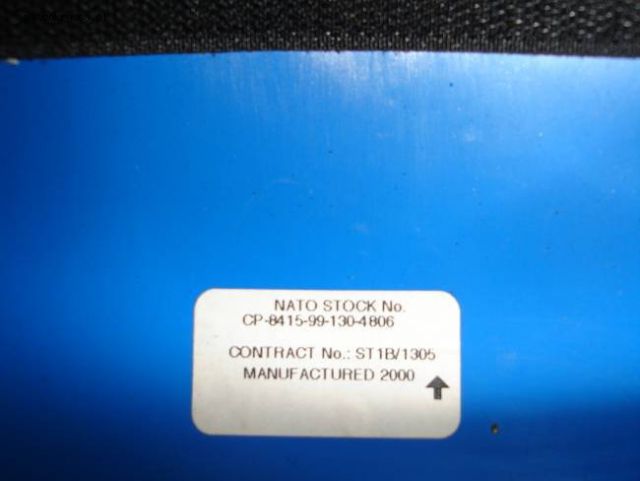 NATO STOCK No.
CP-8415-99-130-4806
CONTRACT No.: ST1B/1305
MANUFACTURED 2000